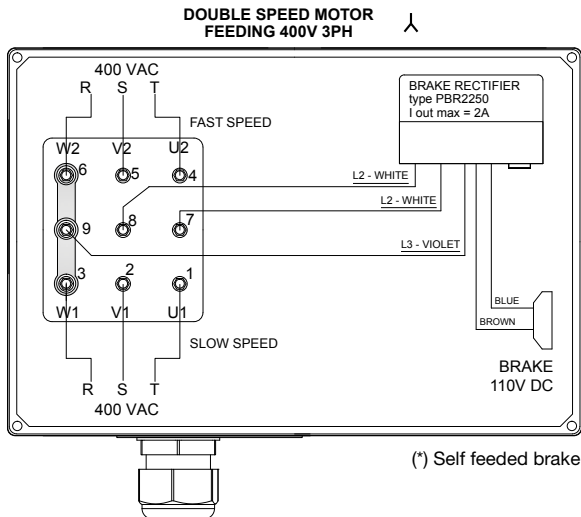 DOUBLE SPEED MOTOR
FEEDING 400V 3PH
400 VAC
R S T
FAST SPEED
BRAKE RECTIFIER
type PBR2250
I out max = 2A
W2 V2 U2
6 5 4
L2 - WHITE
L2 - WHITE
9 8 7
L3 - VIOLET
3 2 1
W1 V1 U1
BLUE
BROWN
SLOW SPEED
BRAKE
110V DC
R S T
400 VAC
(*) Self feeded brake